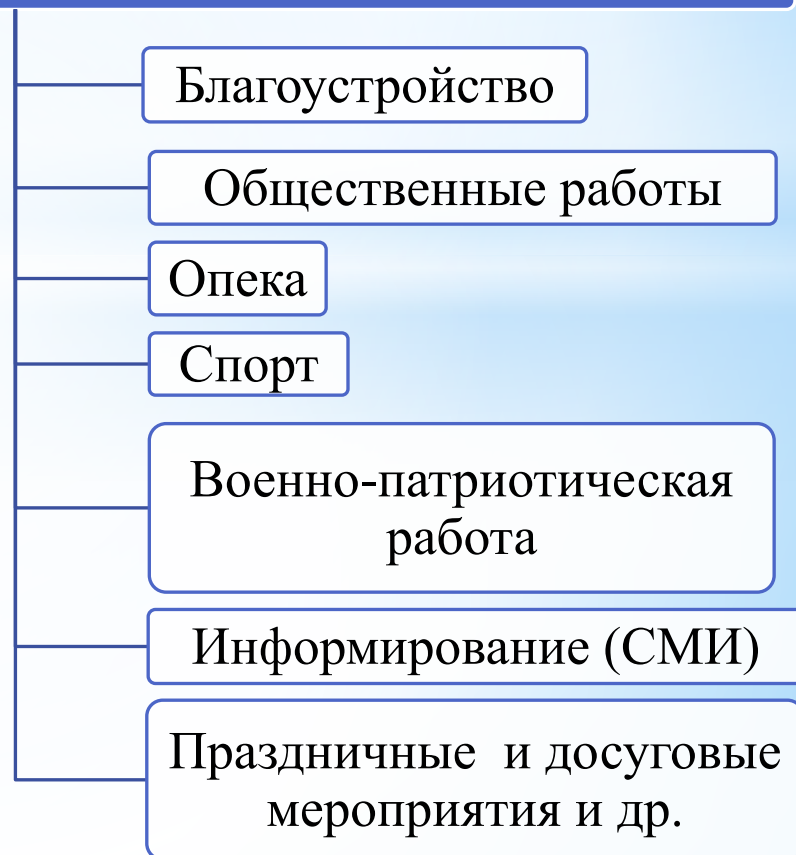 Благоустройство
Общественные работы
Опека
Спорт
Военно-патриотическая
работа
Информирование (СМИ)
Праздничные и досуговые
мероприятия и др.